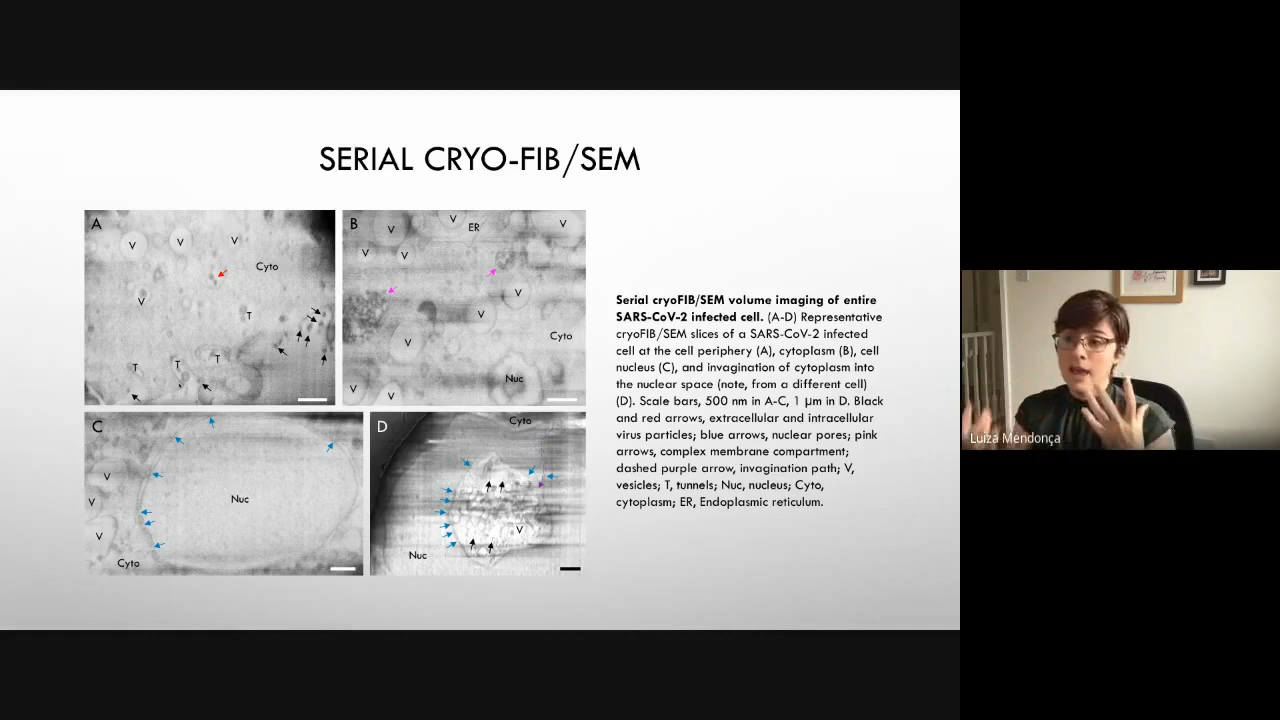 SERIAL CRYO-FIB/SEM
A
V
V
V
Cyto
V
T
T
T
T
B
V
V
ER
V
V
V
V
V
V
Cyto
Nuc
V
V
C
V
V
V
Nuc
Cyto
D
Cyto
V
Nuc
Serial cryoFIB/SEM volume imaging of entire
SARS-CoV-2 infected cell. (A-D) Representative
cryoFIB/SEM slices of a SARS-CoV-2 infected
cell at the cell periphery (A), cytoplasm (B), cell
nucleus (C), and invagination of cytoplasm into
the nuclear space (note, from a different cell)
(D). Scale bars, 500 nm in A-C, 1 µm in D. Black
and red arrows, extracellular and intracellular
virus particles; blue arrows, nuclear pores; pink
arrows, complex membrane compartment;
dashed purple arrow, invagination path; V,
vesicles; T, tunnels; Nuc, nucleus; Cyto,
cytoplasm; ER, Endoplasmic reticulum.
Luiza Mendonça